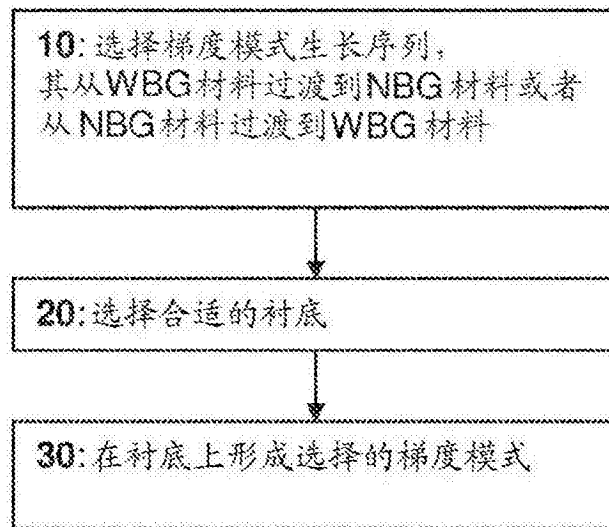 10:选择梯度模式生长序列，
其从WBG材料过渡到NBG材料或者
从NBG材料过渡到WBG材料
20:选择合适的衬底
30:在衬底上形成选择的梯度模式